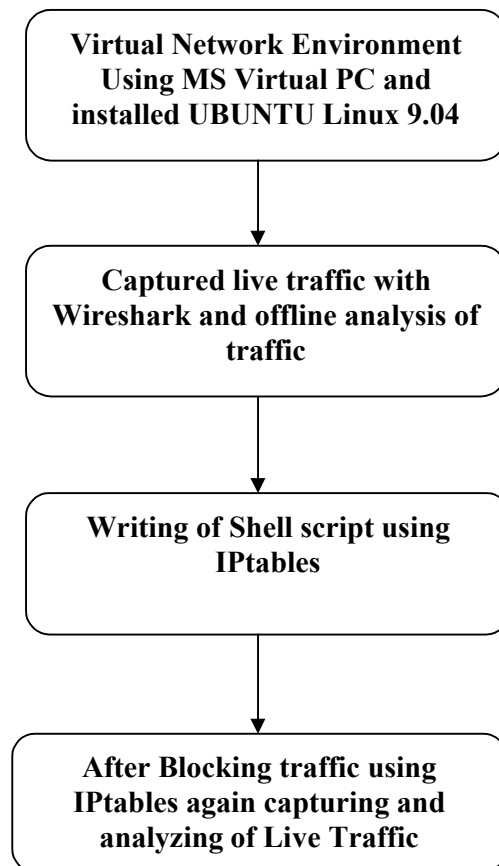 Virtual Network Environment
Using MS Virtual PC and
installed UBUNTU Linux 9.04
Captured live traffic with
Wireshark and offline analysis of
traffic
Writing of Shell script using
IPtables
After Blocking traffic using
IPtables again capturing and
analyzing of Live Traffic